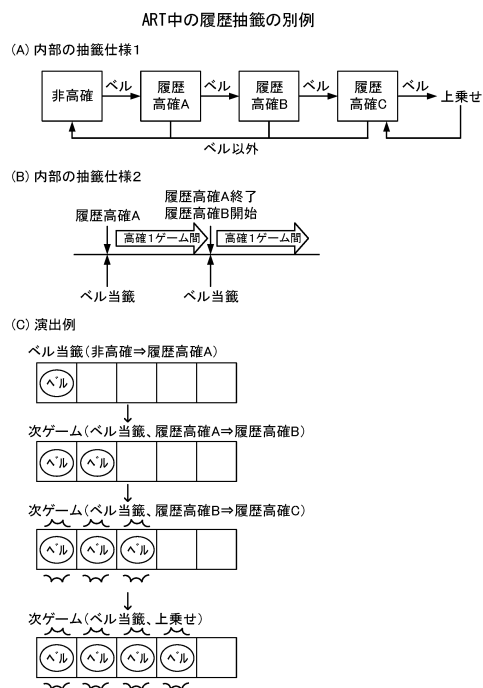 ART中の履歴抽籤の別例
(A) 内部の抽籤仕様1
非高確
ベル
履歴
高確A
ベル
履歴
高確B
ベル
履歴
高確C
ベル
上乗せ
ベル以外
(B) 内部の抽籤仕様2
履歴高確A
履歴高確A終了
履歴高確B開始
高確1ゲーム間
高確1ゲーム間
ベル当籤
ベル当籤
(C) 演出例
ベル当籤(非高確⇒履歴高確A)
ベル
次ゲーム(ベル当籤、履歴高確A⇒履歴高確B)
ベル ベル
次ゲーム(ベル当籤、履歴高確B⇒履歴高確C)
ベル ベル ベル
次ゲーム(ベル当籤、上乗せ)
ベル ベル ベル ベル